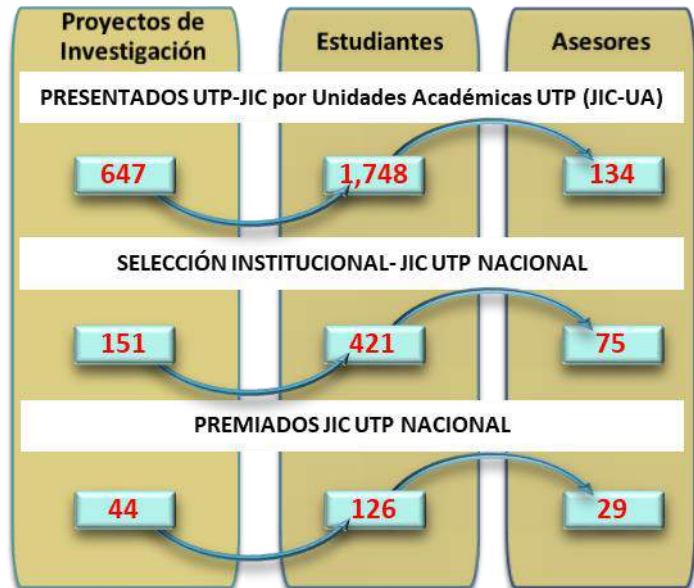 Proyectos de
Investigación
Estudiantes
Asesores
PRESENTADOS UTP-JIC por Unidades Académicas UTP (JIC-UA)
647
1,748
134
SELECCIÓN INSTITUCIONAL- JIC UTP NACIONAL
151
421
75
PREMIADOS JIC UTP NACIONAL
44
126
29